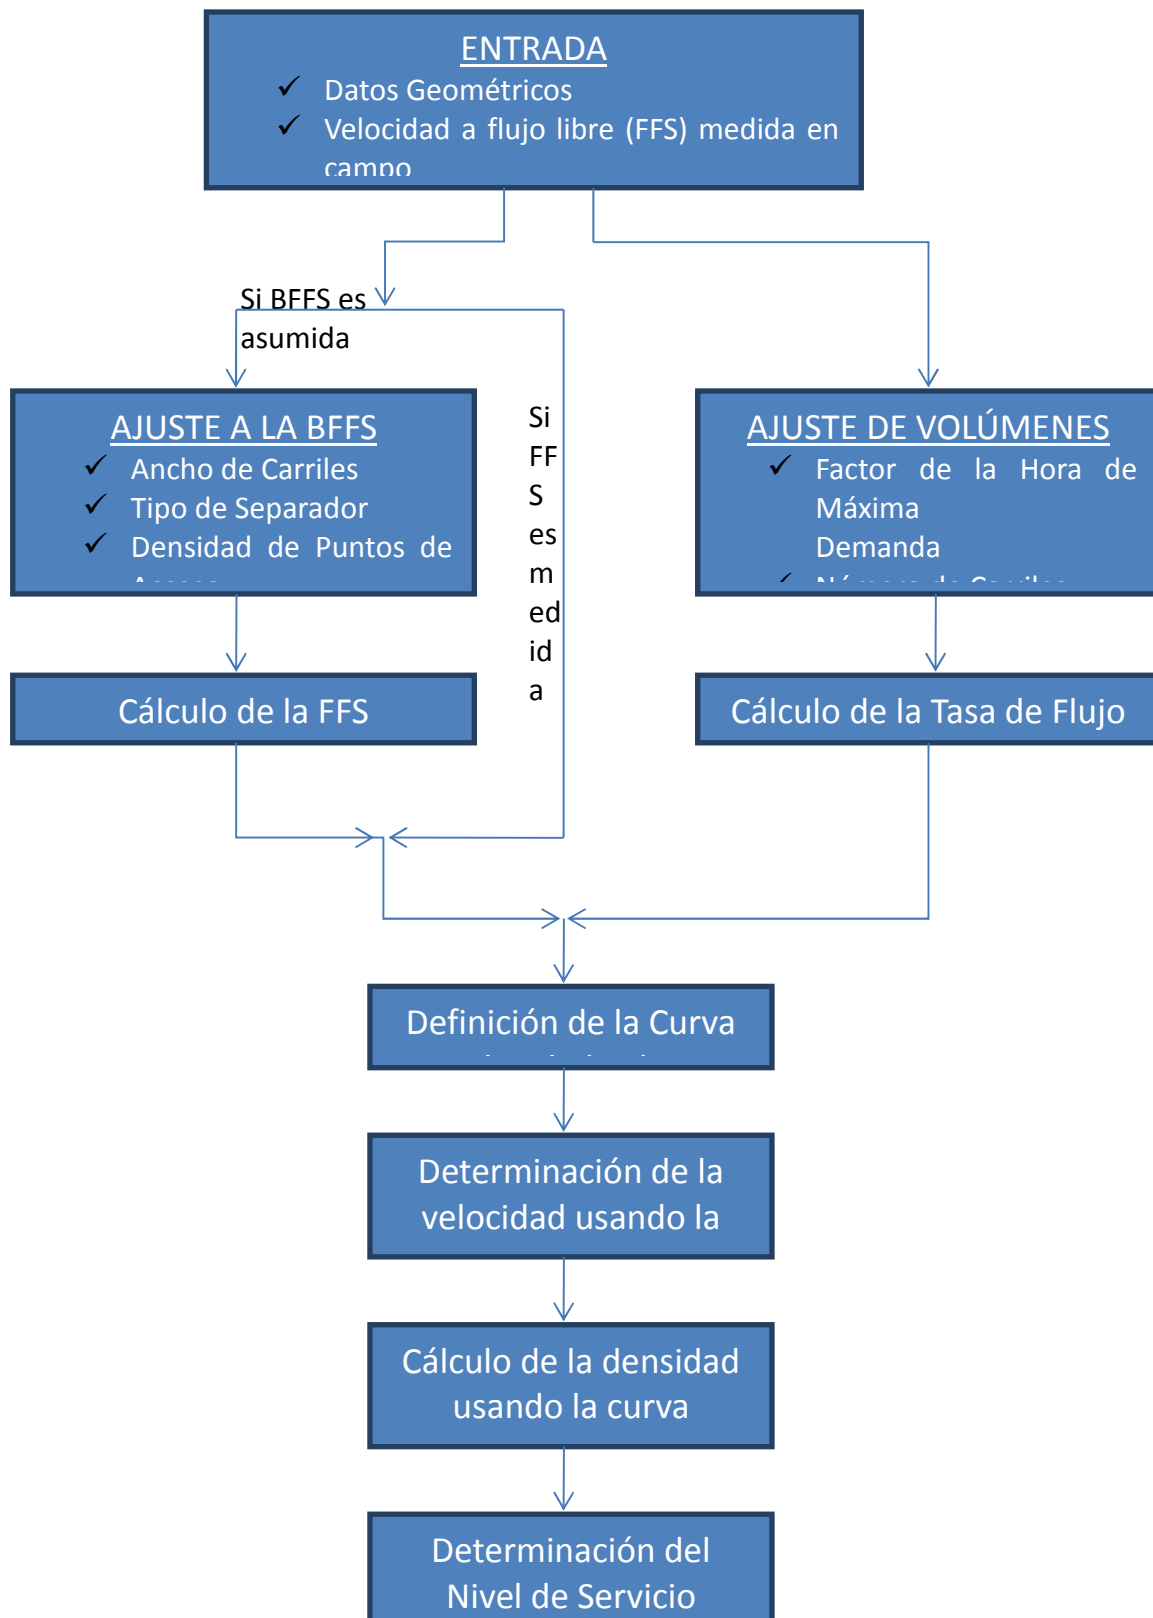 ENTRADA
✓ Datos Geométricos
✓ Velocidad a flujo libre (FFS) medida en
campo
Si BFFS es
asumida
Si
FF
S
es
m
ed
id
a
AJUSTE A LA BFFS
✓ Ancho de Carriles
✓ Tipo de Separador
✓ Densidad de Puntos de
AJUSTE DE VOLÚMENES
✓ Factor de la Hora de
Máxima
Demanda
✓ Número de Carriles
Cálculo de la FFS
Cálculo de la Tasa de Flujo
Definición de la Curva
Determinación de la
velocidad usando la
Cálculo de la densidad
usando la curva
Determinación del
Nivel de Servicio